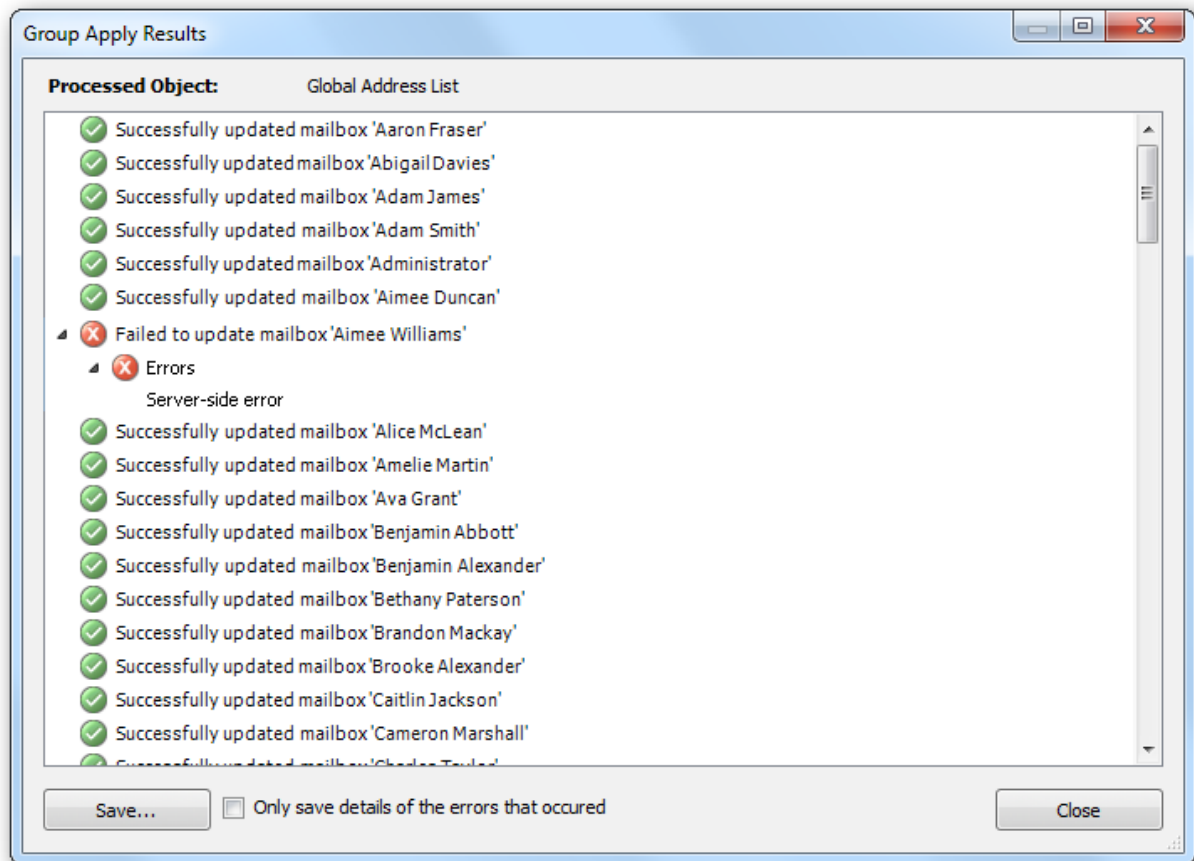 Group Apply Results
Processed Object: Global Address List
Successfully updated mailbox 'Aaron Fraser'
Successfully updated mailbox 'Abigail Davies'
Successfully updated mailbox 'Adam James'
Successfully updated mailbox 'Adam Smith'
Successfully updated mailbox 'Administrator'
Successfully updated mailbox 'Aimee Duncan'
Failed to update mailbox 'Aimee Williams'
Errors
Server-side error
Successfully updated mailbox 'Alice McLean'
Successfully updated mailbox 'Amelie Martin'
Successfully updated mailbox 'Ava Grant'
Successfully updated mailbox 'Benjamin Abbott'
Successfully updated mailbox 'Benjamin Alexander'
Successfully updated mailbox 'Bethany Paterson'
Successfully updated mailbox 'Brandon Mackay'
Successfully updated mailbox 'Brooke Alexander'
Successfully updated mailbox 'Caitlin Jackson'
Successfully updated mailbox 'Cameron Marshall'
Successfully updated mailbox 'Charles Taylor'
Save... Only save details of the errors that occured Close